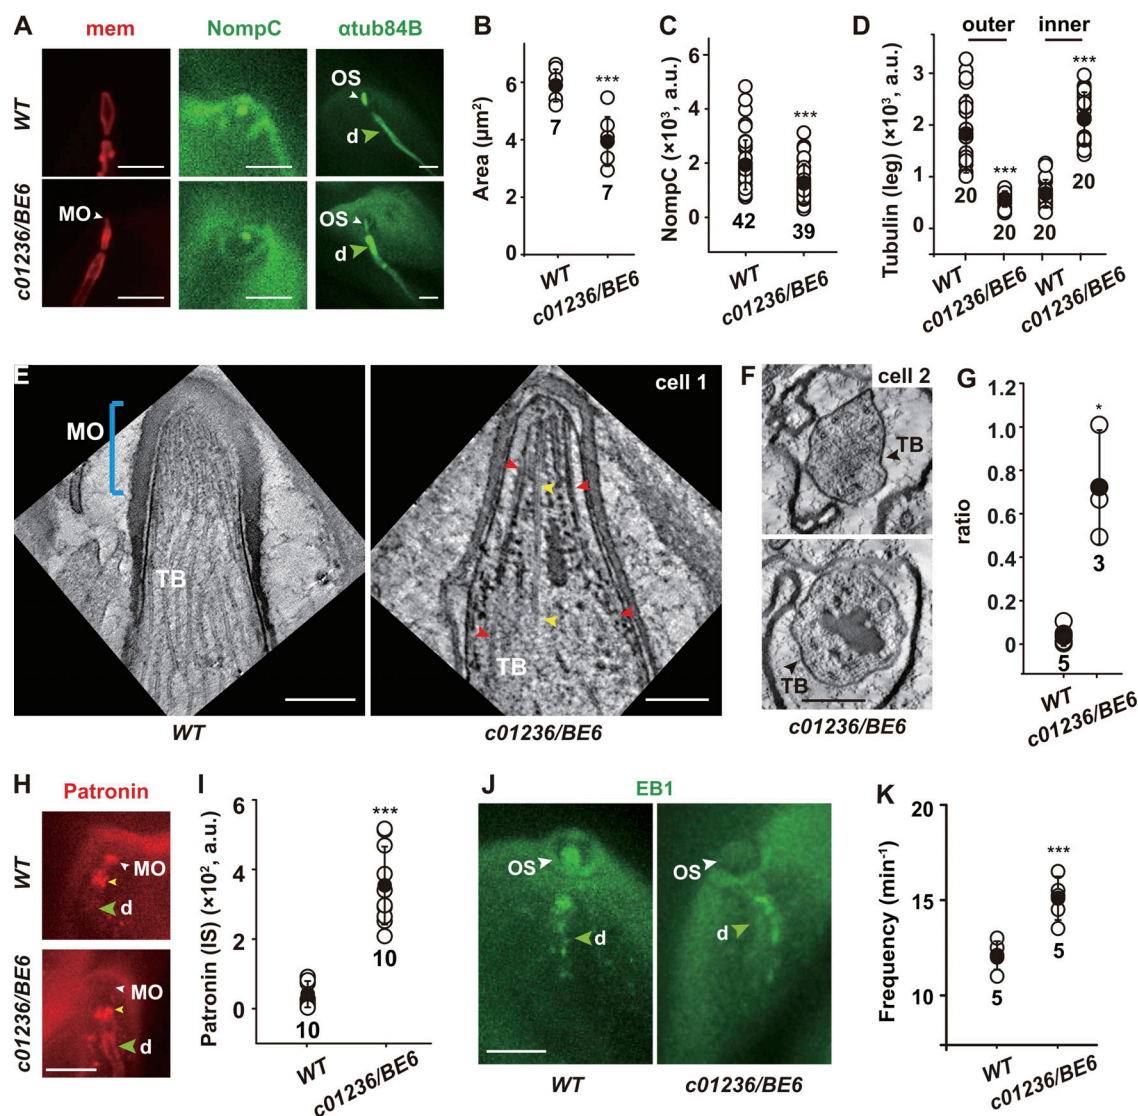 A
mem
NompC
αtub84B
WT
OS
d
c01236/BE6
MO
OS
d
B
Area (μm²)
6
4
2
0
***
7
7
WT
c01236/BE6
C
NompC (×10³, a.u.)
6
4
2
0
***
42
39
WT
c01236/BE6
D
outer
inner
Tubulin (leg) (×10³, a.u.)
3
2
1
0
***
***
20
20
20
20
WT
c01236/BE6
WT
c01236/BE6
E
MO
TB
WT
cell 1
TB
c01236/BE6
F
cell 2
TB
TB
c01236/BE6
G
ratio
1.2
1.0
0.8
0.6
0.4
0.2
0
*
5
3
WT
c01236/BE6
H
Patronin
WT
MO
d
c01236/BE6
MO
d
I
Patronin (IS) (×10², a.u.)
6
4
2
0
***
10
10
WT
c01236/BE6
J
EB1
OS
d
WT
OS
d
c01236/BE6
K
Frequency (min⁻¹)
20
15
10
***
5
5
WT
c01236/BE6